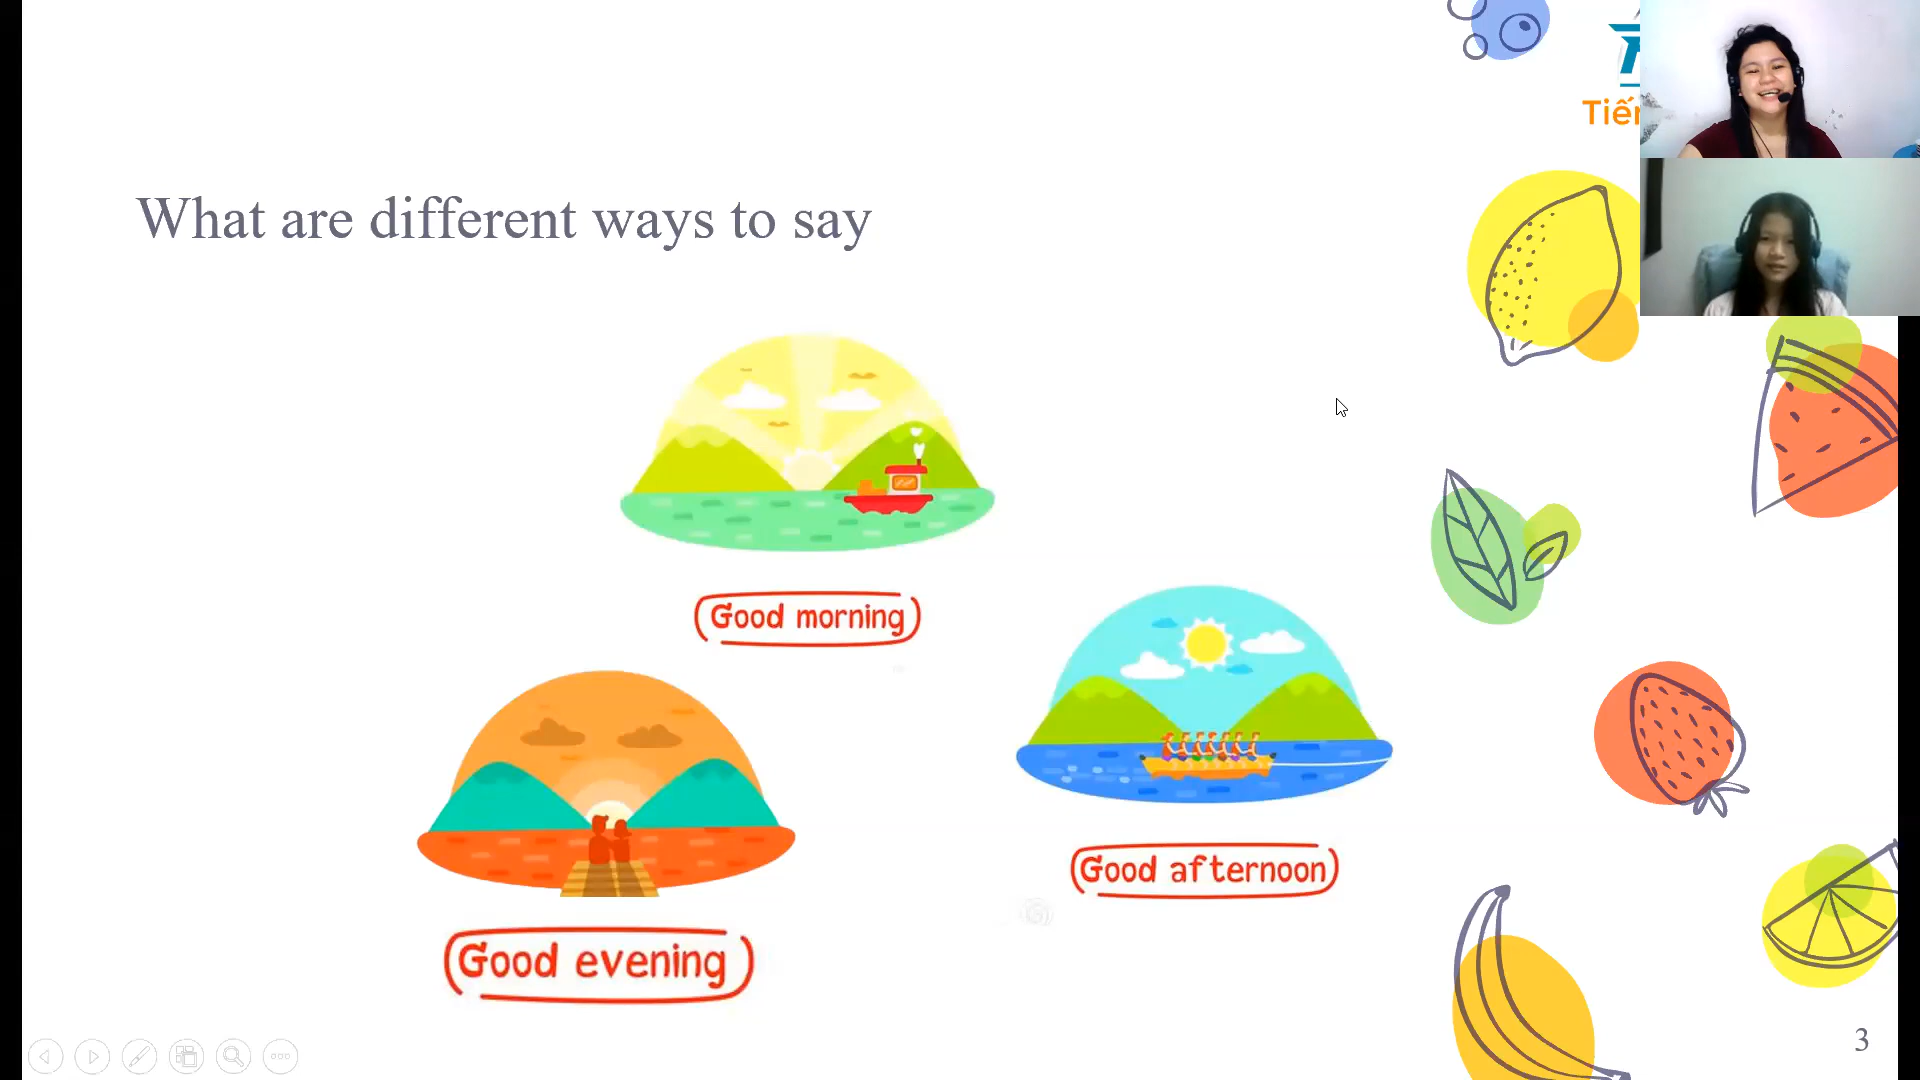 What are different ways to say
Good morning
Good afternoon
Good evening
3